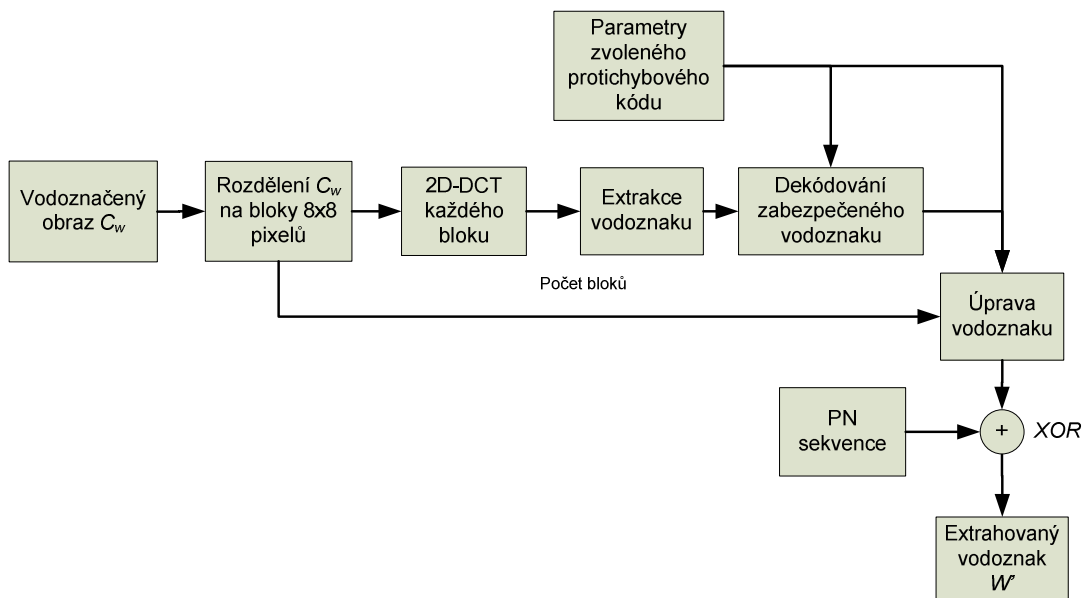 Parametry
zvoleného
protichybového
kódu
Vodoznačený
obraz Cw
Rozdělení Cw
na bloky 8x8
pixelů
2D-DCT
každého
bloku
Extrakce
vodoznaku
Dekódování
zabezpečeného
vodoznaku
Počet bloků
Úprava
vodoznaku
PN
sekvence
+
XOR
Extrahovaný
vodoznak
W'